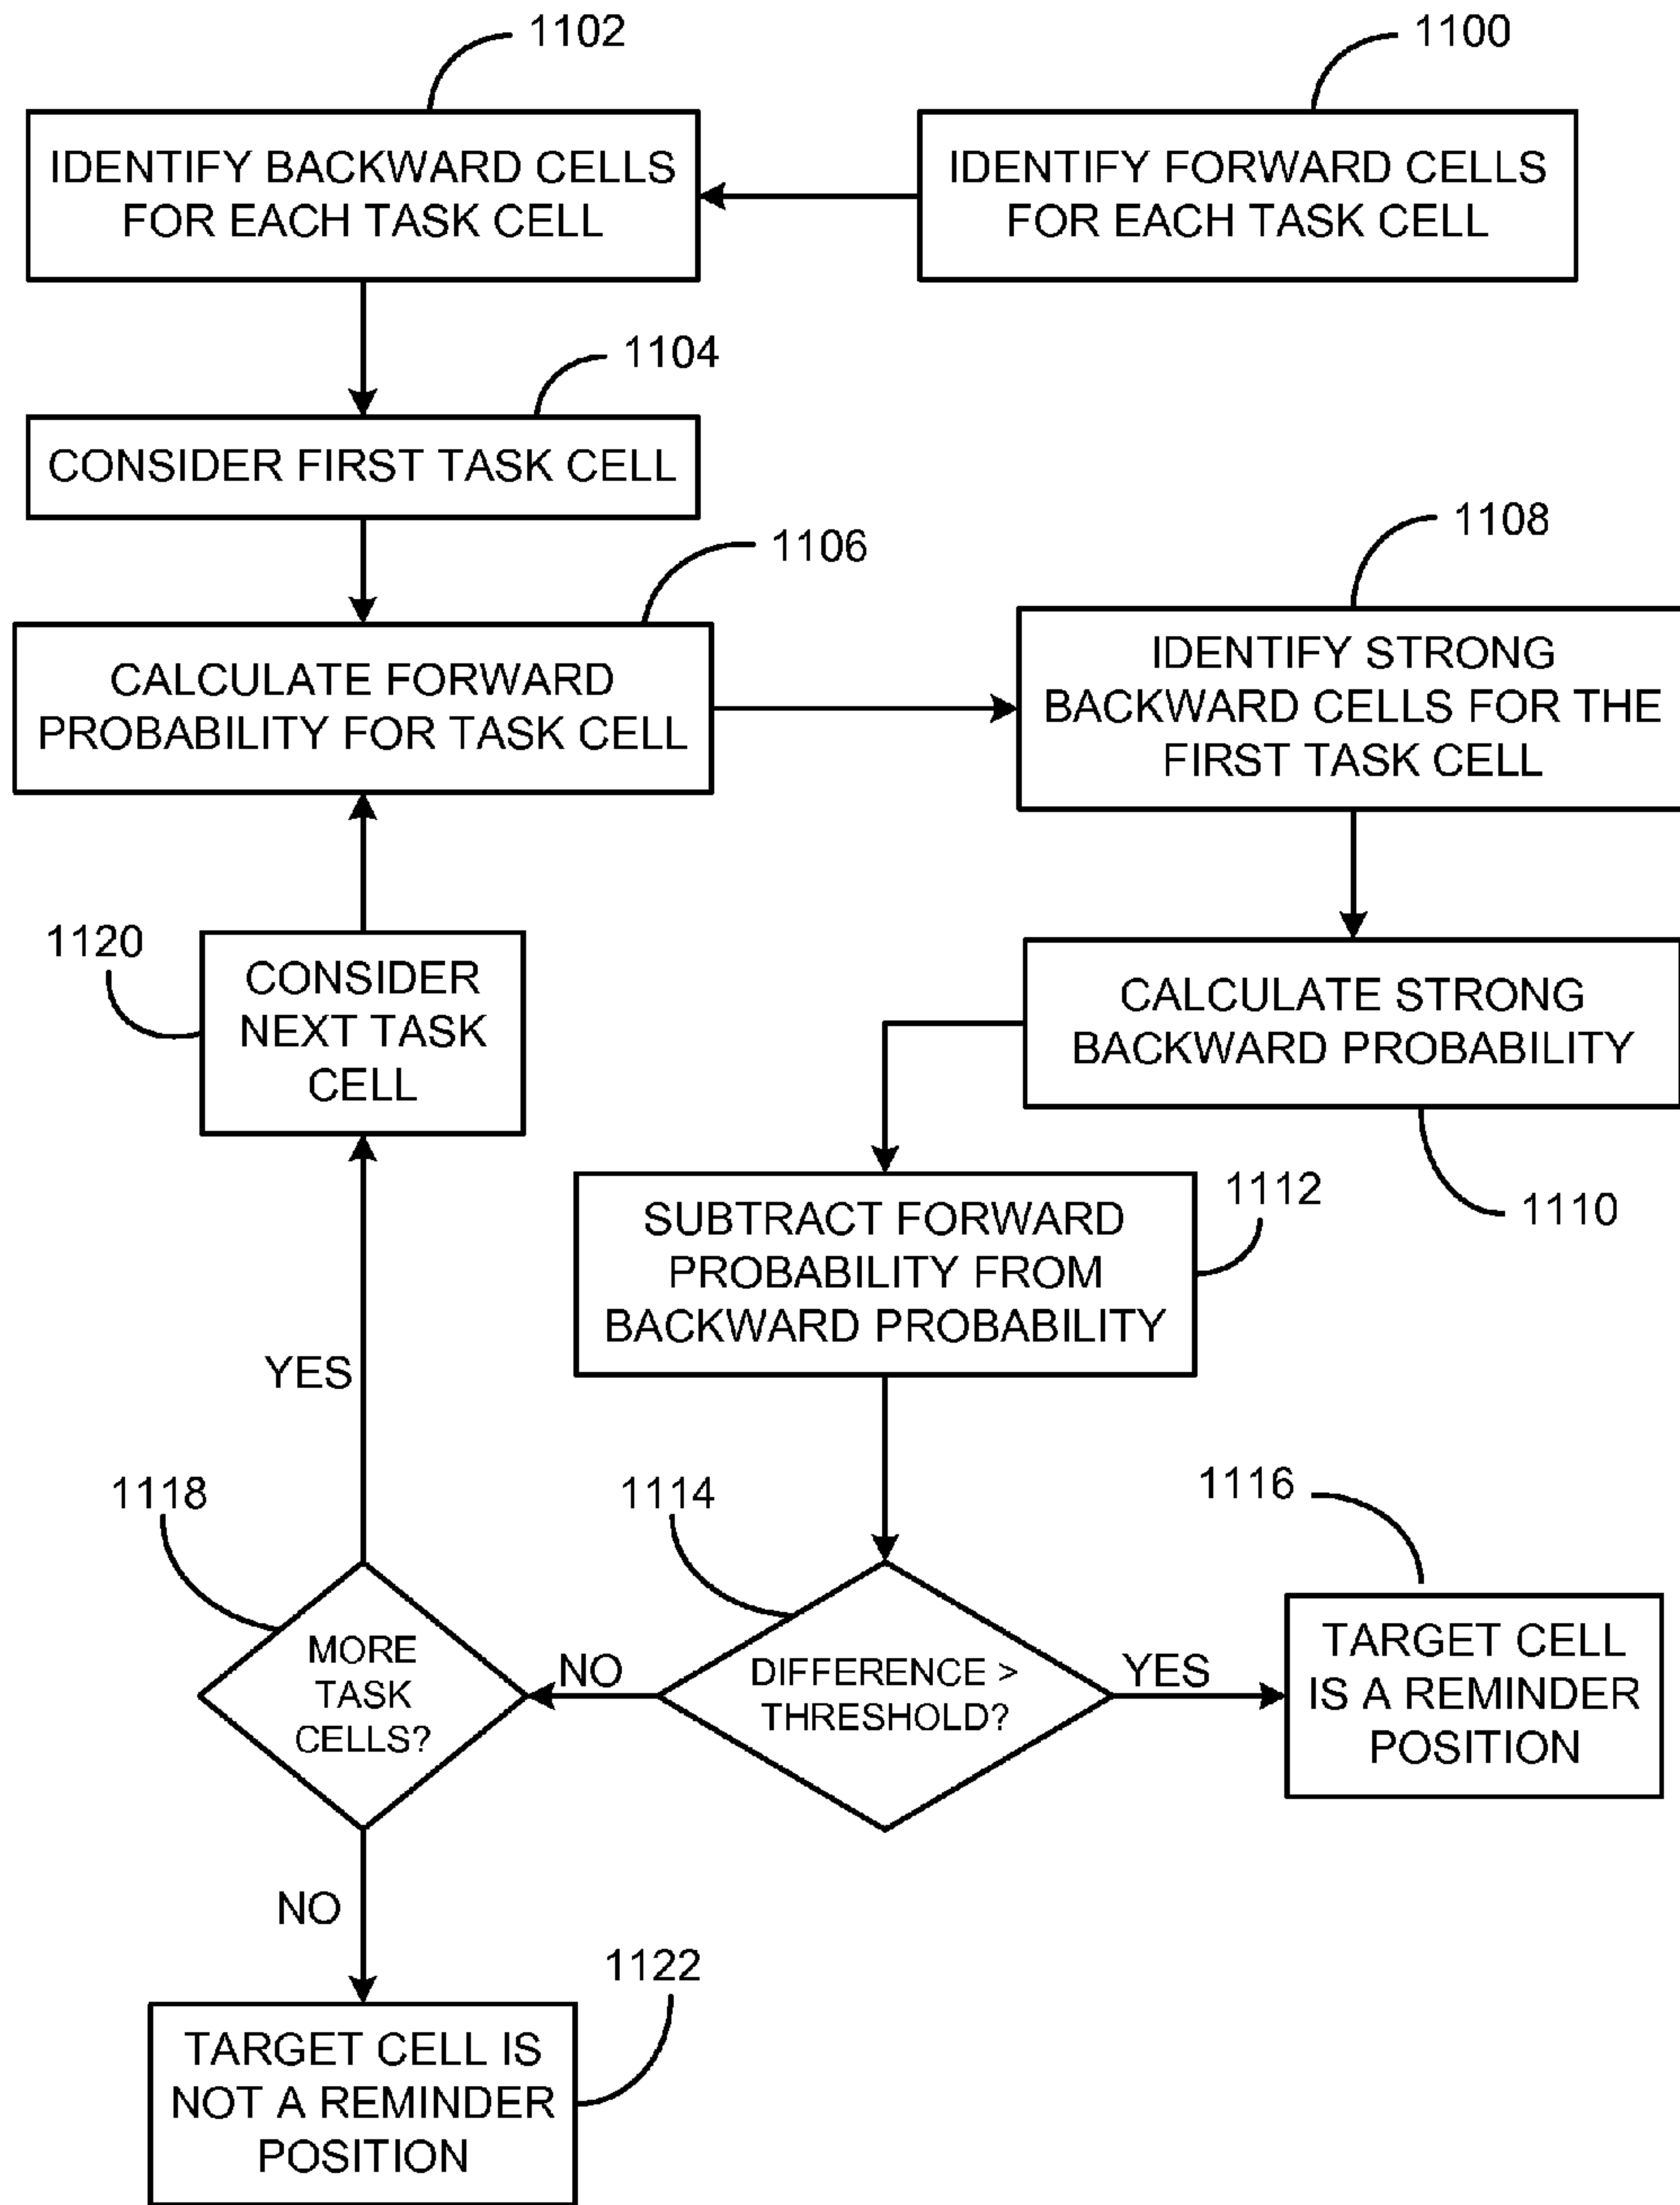 1102
1100
IDENTIFY BACKWARD CELLS
FOR EACH TASK CELL
IDENTIFY FORWARD CELLS
FOR EACH TASK CELL
1104
CONSIDER FIRST TASK CELL
1106
1108
CALCULATE FORWARD
PROBABILITY FOR TASK CELL
IDENTIFY STRONG
BACKWARD CELLS FOR THE
FIRST TASK CELL
1120
CONSIDER
NEXT TASK
CELL
CALCULATE STRONG
BACKWARD PROBABILITY
1110
1112
SUBTRACT FORWARD
PROBABILITY FROM
BACKWARD PROBABILITY
YES
1118
1114
1116
MORE
TASK
CELLS?
NO
DIFFERENCE >
THRESHOLD?
YES
TARGET CELL
IS A REMINDER
POSITION
NO
1122
TARGET CELL IS
NOT A REMINDER
POSITION